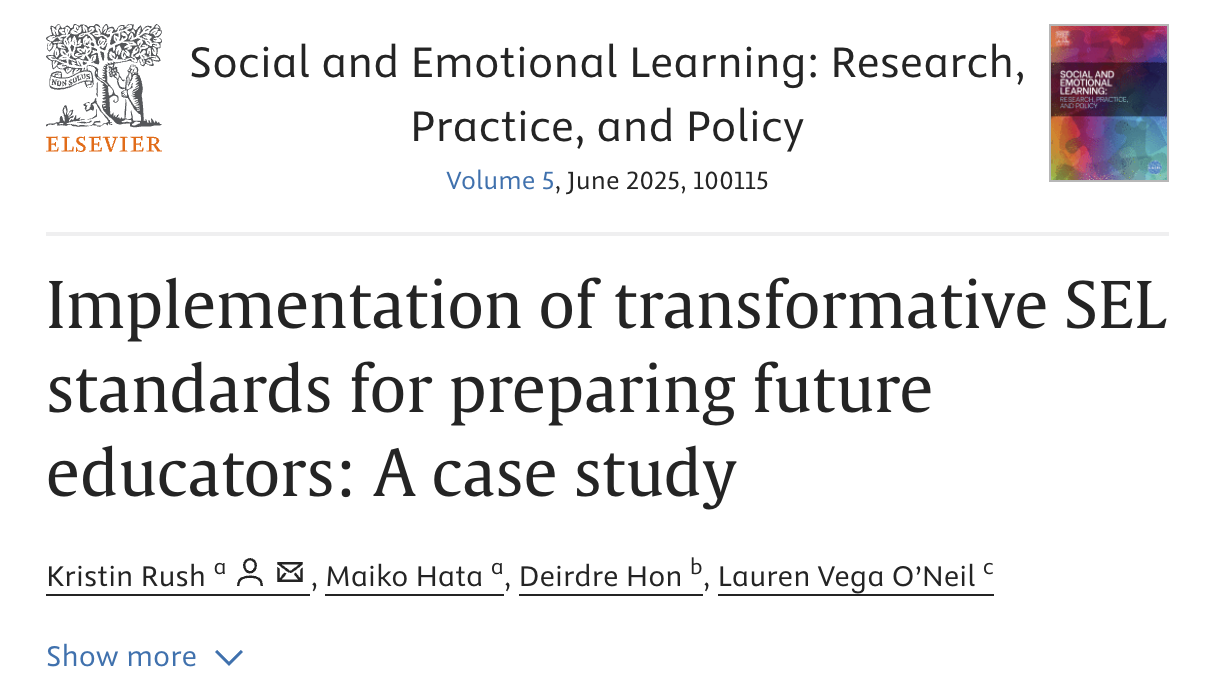 NON SOLUS
ELSEVIER
Social and Emotional Learning: Research,
Practice, and Policy
Volume 5, June 2025, 100115
SOCIAL AND
EMOTIONAL
LEARNING:
RESEARCH, PRACTICE,
AND POLICY
Implementation of transformative SEL
standards for preparing future
educators: A case study
Kristin Rush a, Maiko Hata a, Deirdre Hon b, Lauren Vega O’Neil c
Show more